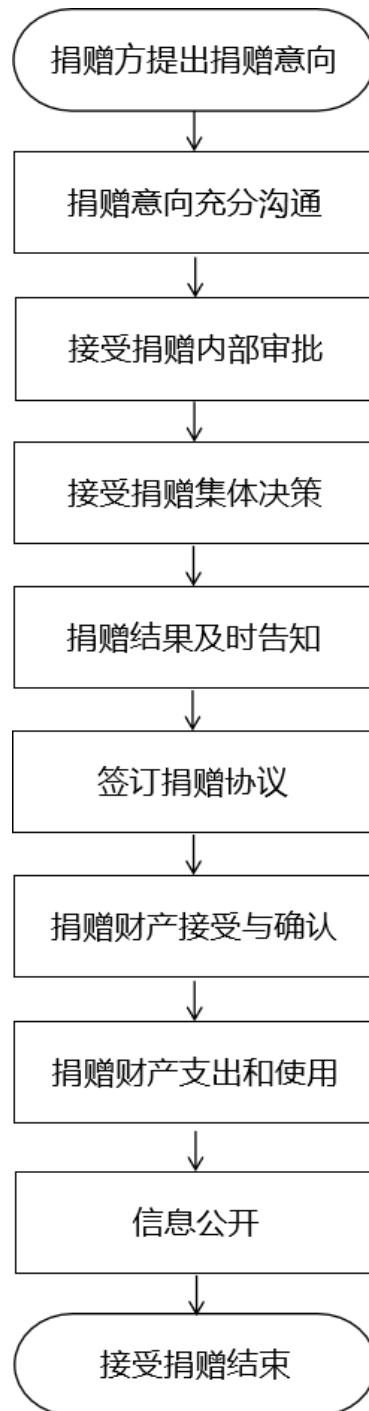 捐赠方提出捐赠意向
捐赠意向充分沟通
接受捐赠内部审批
接受捐赠集体决策
捐赠结果及时告知
签订捐赠协议
捐赠财产接受与确认
捐赠财产支出和使用
信息公开
接受捐赠结束